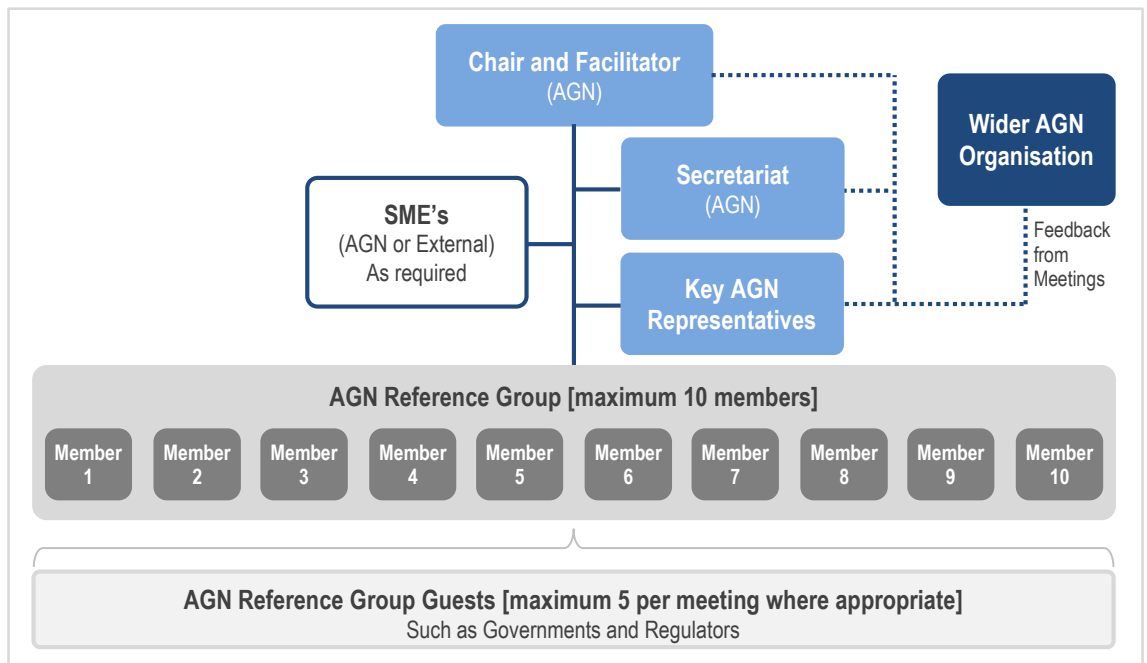 Chair and Facilitator
(AGN)
Wider AGN
Organisation
Secretariat
(AGN)
SME's
(AGN or External)
As required
Feedback
from
Meetings
Key AGN
Representatives
AGN Reference Group [maximum 10 members]
Member
1
Member
2
Member
3
Member
4
Member
5
Member
6
Member
7
Member
8
Member
9
Member
10
AGN Reference Group Guests [maximum 5 per meeting where appropriate]
Such as Governments and Regulators